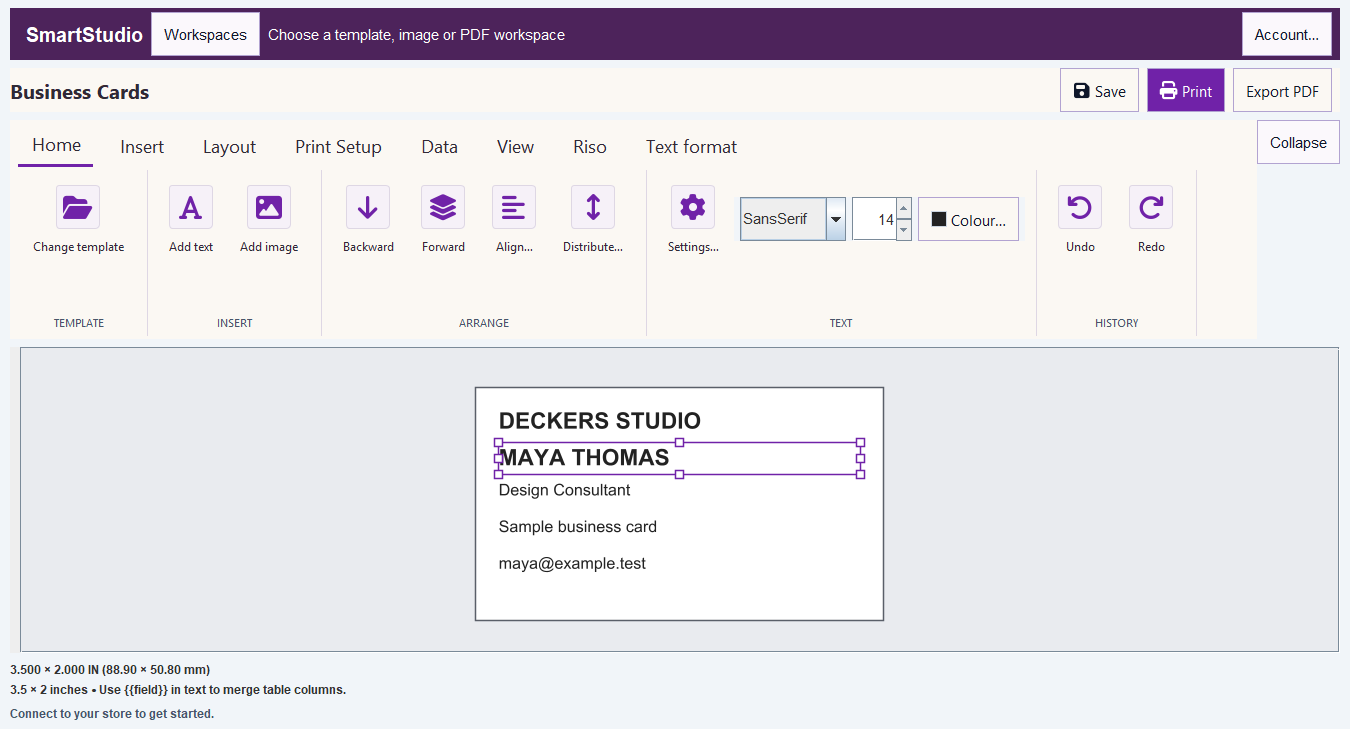 SmartStudio Workspaces Choose a template, image or PDF workspace Account...
Business Cards Save Print Export PDF
Home Insert Layout Print Setup Data View Riso Text format Collapse
SansSerif 14 Colour...
Change template Add text Add image Backward Forward Align... Distribute... Settings... Undo Redo
TEMPLATE INSERT ARRANGE TEXT HISTORY
DECKERS STUDIO
MAYA THOMAS
Design Consultant
Sample business card
maya@example.test
3.500 × 2.000 IN (88.90 × 50.80 mm)
3.5 × 2 inches • Use {{field}} in text to merge table columns.
Connect to your store to get started.